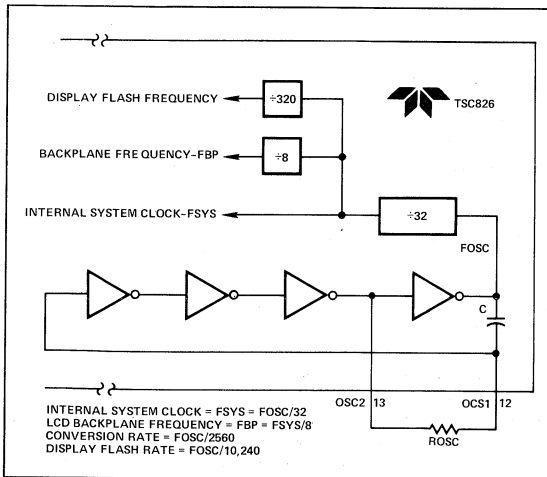 DISPLAY FLASH FREQUENCY
÷320
TSC826
BACKPLANE FREQUENCY-FBP
÷8
INTERNAL SYSTEM CLOCK-FSYS
÷32
FOSC
C
OSC2 13
OCS1 12
ROSC
INTERNAL SYSTEM CLOCK = FSYS = FOSC/32
LCD BACKPLANE FREQUENCY = FBP = FSYS/8
CONVERSION RATE = FOSC/2560
DISPLAY FLASH RATE = FOSC/10,240